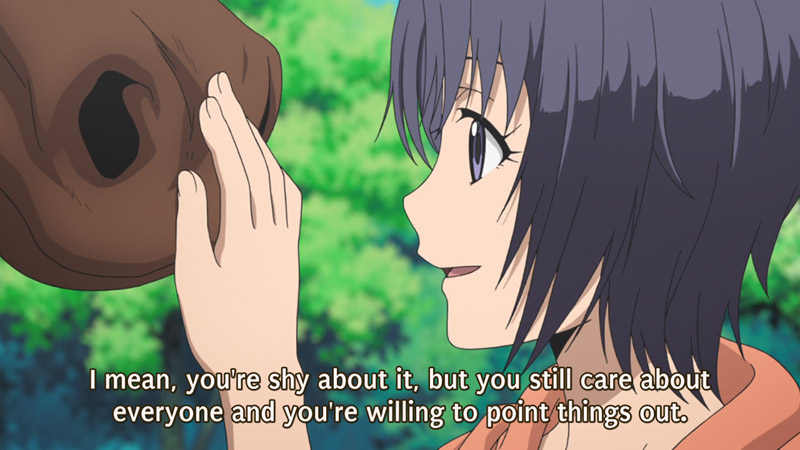 I mean, you're shy about it, but you still care about
everyone and you're willing to point things out.